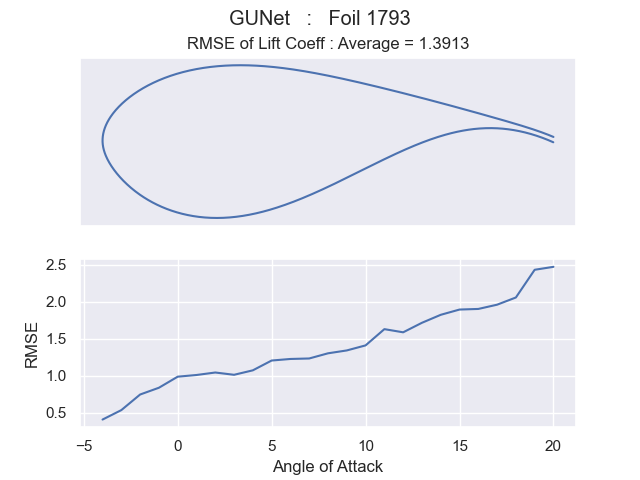 GUNet : Foil 1793
RMSE of Lift Coeff : Average = 1.3913
2.5
2.0
1.5
1.0
0.5
RMSE
−5 0 5 10 15 20
Angle of Attack